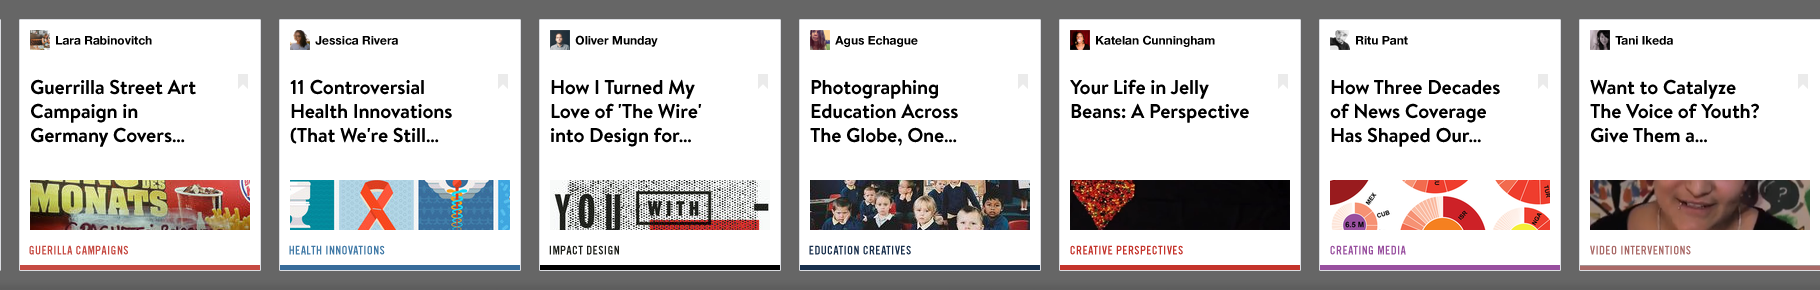 Lara Rabinovitch
Guerrilla Street Art
Campaign in
Germany Covers...
DES
MONATS
GUERILLA CAMPAIGNS
Jessica Rivera
11 Controversial
Health Innovations
(That We're Still...
HEALTH INNOVATIONS
Oliver Munday
How I Turned My
Love of 'The Wire'
into Design for...
YOU WITH
IMPACT DESIGN
Agus Echague
Photographing
Education Across
The Globe, One...
EDUCATION CREATIVES
Katelan Cunningham
Your Life in Jelly
Beans: A Perspective
CREATIVE PERSPECTIVES
Ritu Pant
How Three Decades
of News Coverage
Has Shaped Our...
MEX
CUB
6.5 M
ISR
NGA
CREATING MEDIA
Tani Ikeda
Want to Catalyze
The Voice of Youth?
Give Them a...
VIDEO INTERVENTIONS